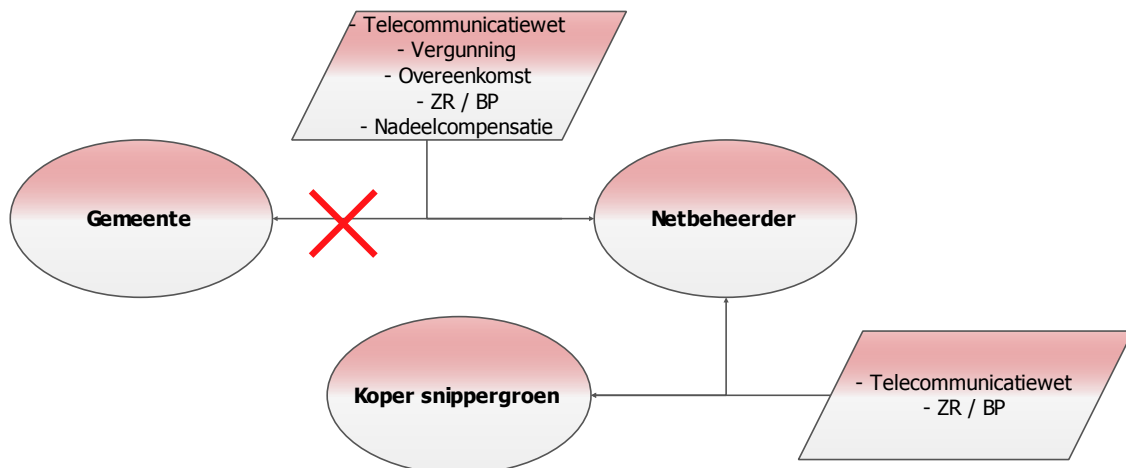 - Telecommunicatiewet
- Vergunning
- Overeenkomst
- ZR / BP
- Nadeelcompensatie
Gemeente
Netbeheerder
Koper snippergroen
- Telecommunicatiewet
- ZR / BP